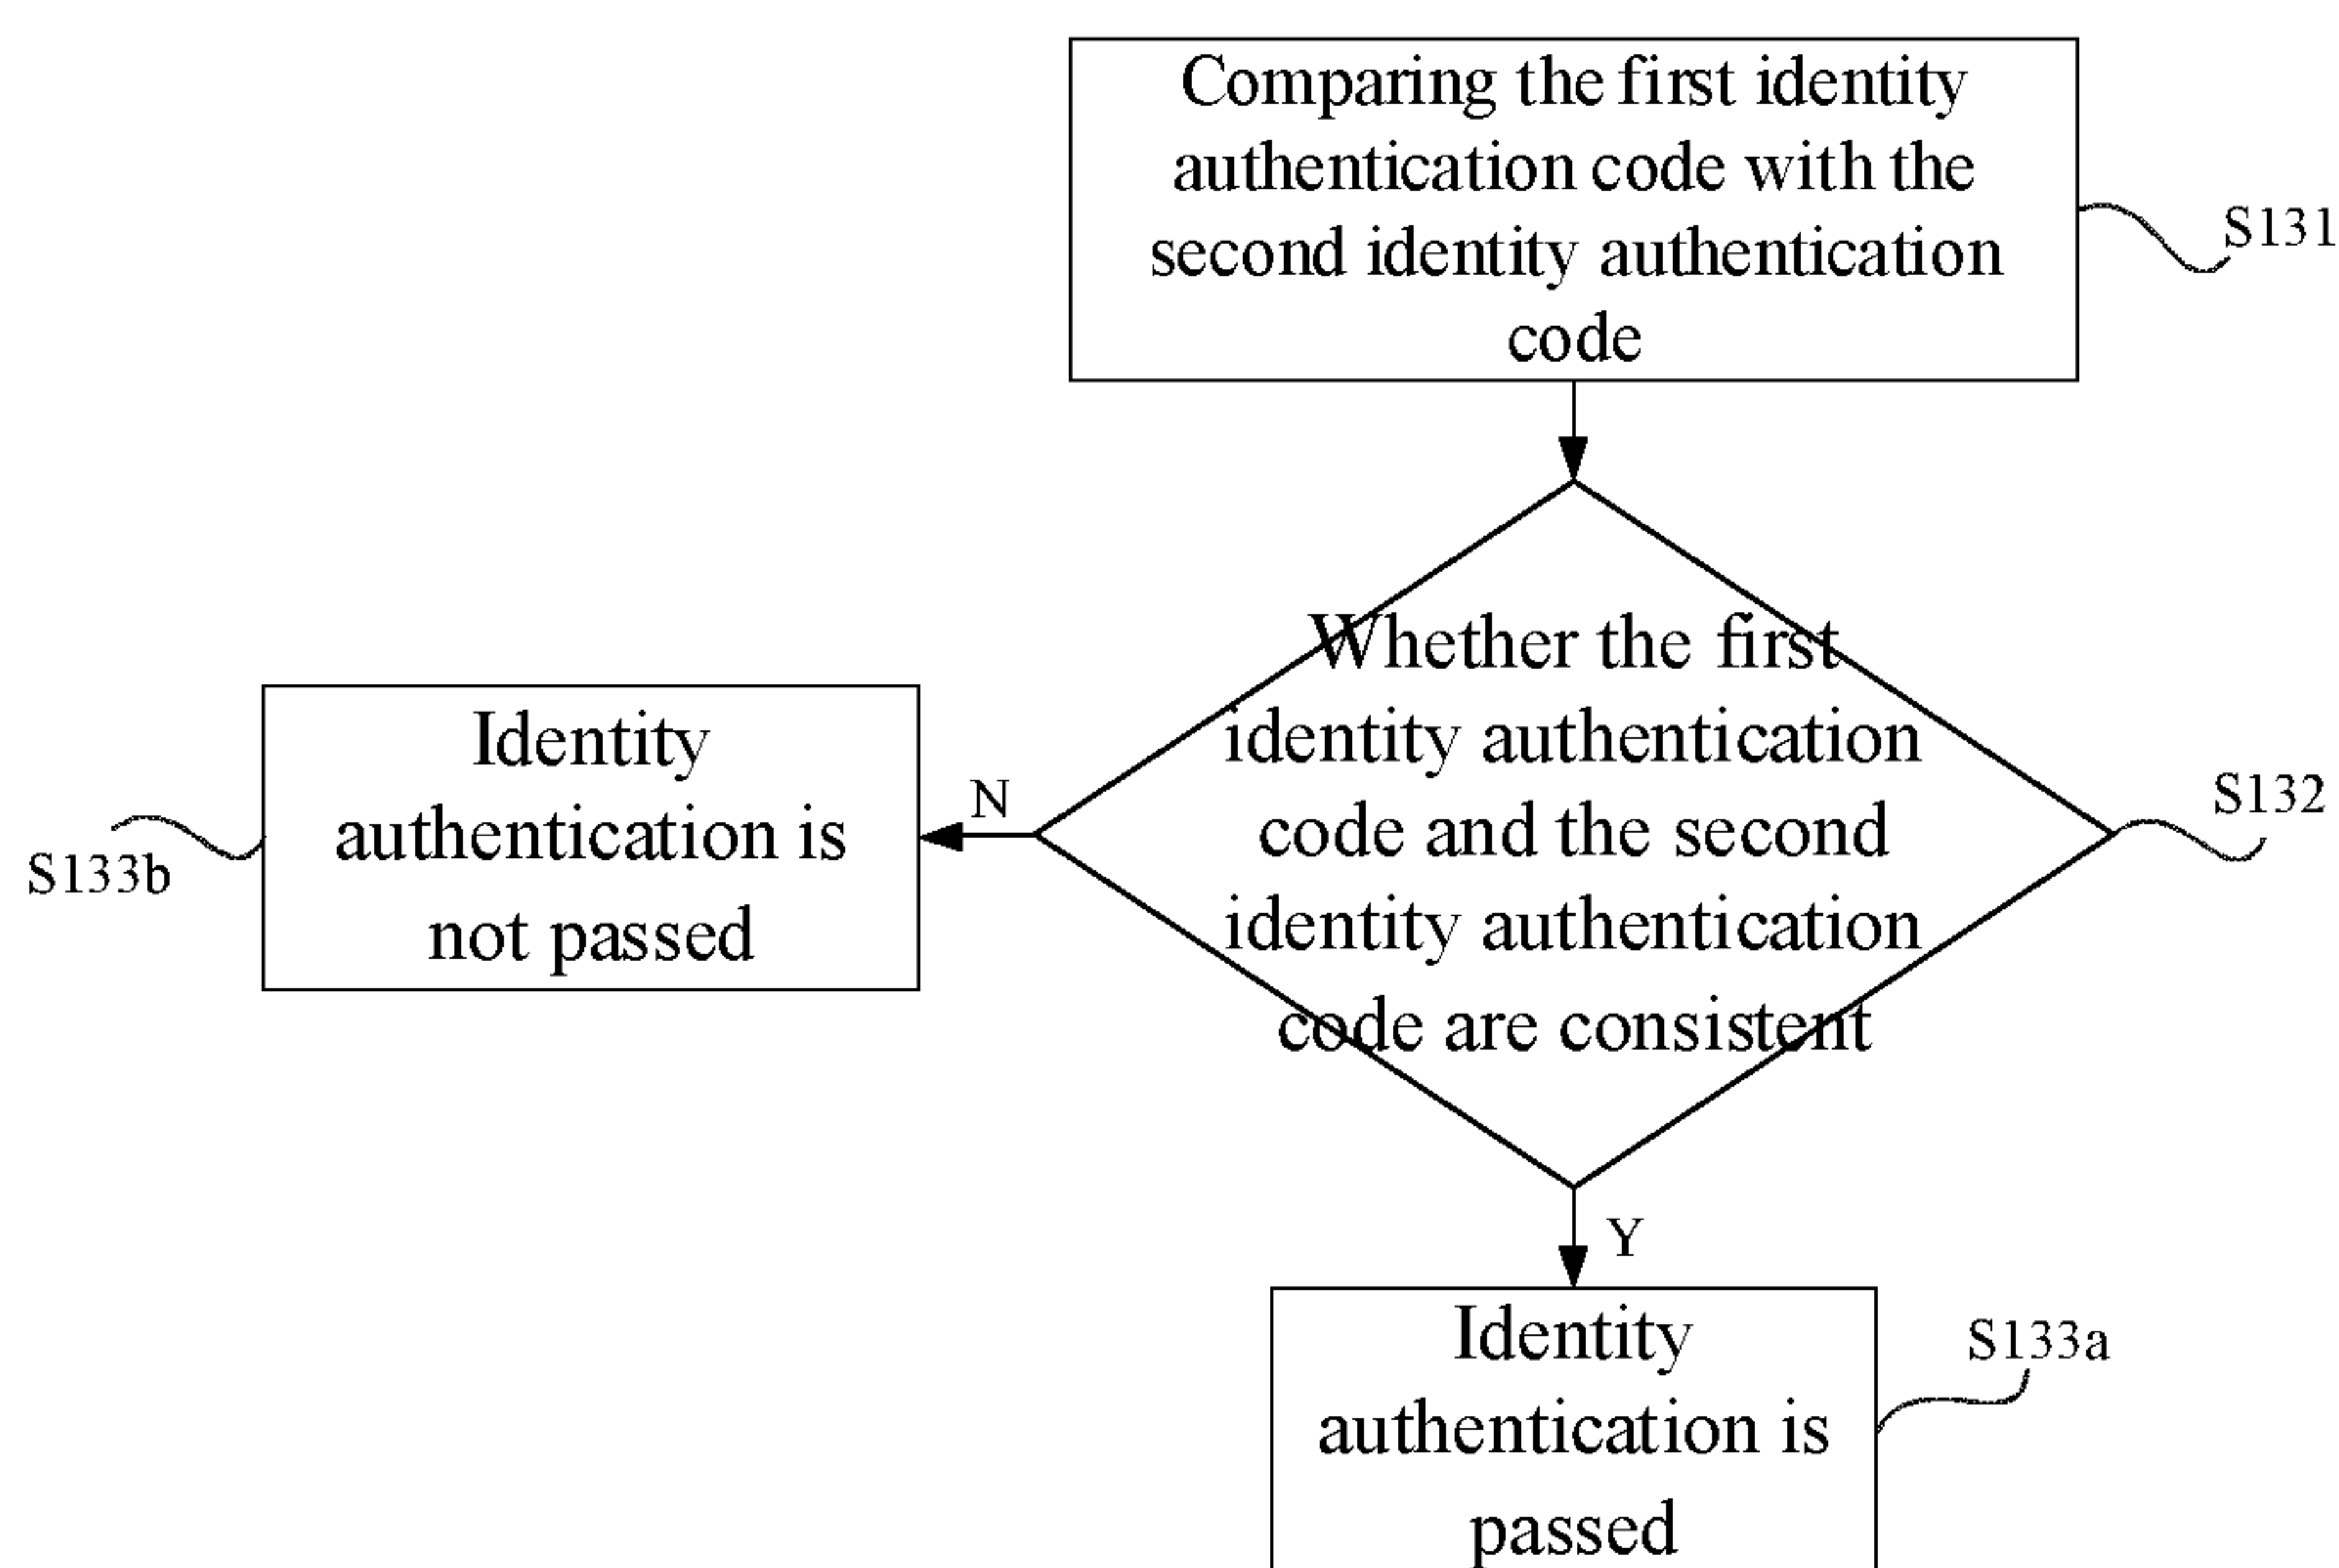 Comparing the first identity
authentication code with the
second identity authentication
code
S131
Whether the first
identity authentication
code and the second
identity authentication
code are consistent
S132
N
Identity
authentication is
not passed
S133b
Y
Identity
authentication is
passed
S133a